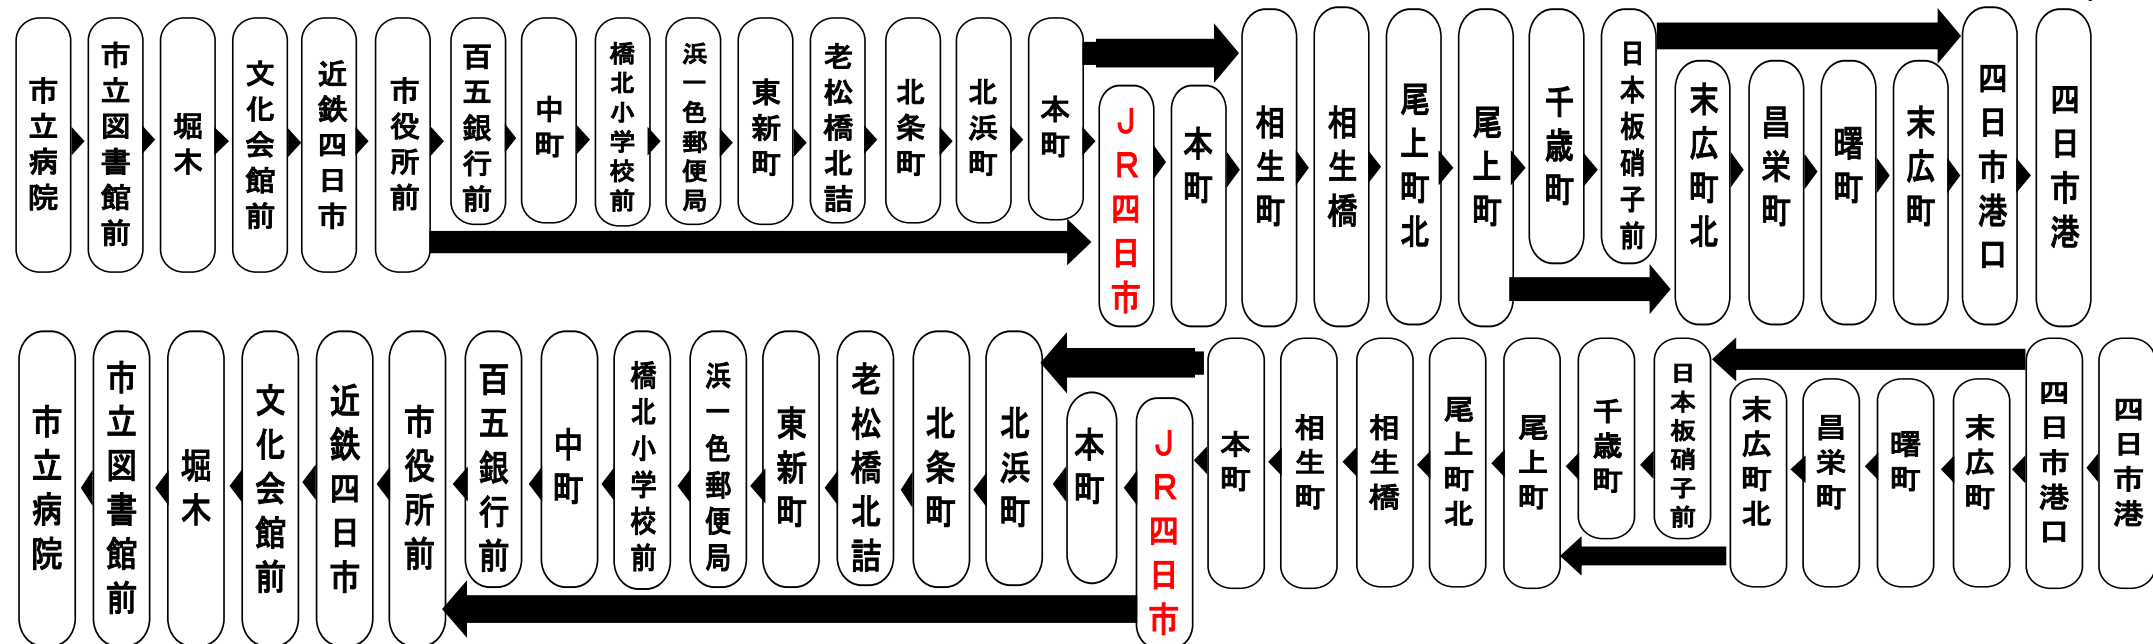 市立病院
市立図書館前
堀木
文化会館前
近鉄四日市
市役所前
百五銀行前
中町
橋北小学校前
浜一色郵便局
東新町
老松橋北詰
北条町
北浜町
本町
ＪＲ四日市
本町
相生町
相生橋
尾上町北
尾上町
千歳町
日本板硝子前
末広町北
昌栄町
曙町
末広町
四日市港口
四日市港
市立病院
市立図書館前
堀木
文化会館前
近鉄四日市
市役所前
百五銀行前
中町
橋北小学校前
浜一色郵便局
東新町
老松橋北詰
北条町
北浜町
本町
ＪＲ四日市
本町
相生町
相生橋
尾上町北
尾上町
千歳町
日本板硝子前
末広町北
昌栄町
曙町
末広町
四日市港口
四日市港